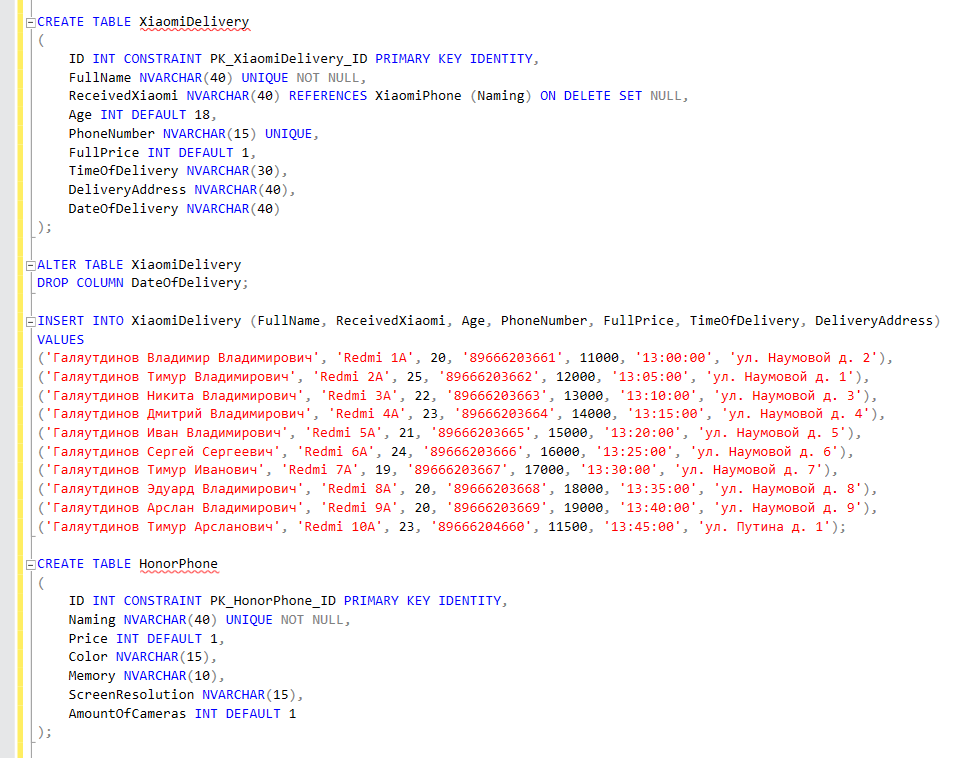 CREATE TABLE XiaomiDelivery
(
ID INT CONSTRAINT PK_XiaomiDelivery_ID PRIMARY KEY IDENTITY,
FullName NVARCHAR(40) UNIQUE NOT NULL,
ReceivedXiaomi NVARCHAR(40) REFERENCES XiaomiPhone (Naming) ON DELETE SET NULL,
Age INT DEFAULT 18,
PhoneNumber NVARCHAR(15) UNIQUE,
FullPrice INT DEFAULT 1,
TimeOfDelivery NVARCHAR(30),
DeliveryAddress NVARCHAR(40),
DateOfDelivery NVARCHAR(40)
);
ALTER TABLE XiaomiDelivery
DROP COLUMN DateOfDelivery;
INSERT INTO XiaomiDelivery (FullName, ReceivedXiaomi, Age, PhoneNumber, FullPrice, TimeOfDelivery, DeliveryAddress)
VALUES
('Галяутдинов Владимир Владимирович', 'Redmi 1A', 20, '89666203661', 11000, '13:00:00', 'ул. Наумовой д. 2'),
('Галяутдинов Тимур Владимирович', 'Redmi 2A', 25, '89666203662', 12000, '13:05:00', 'ул. Наумовой д. 1'),
('Галяутдинов Никита Владимирович', 'Redmi 3A', 22, '89666203663', 13000, '13:10:00', 'ул. Наумовой д. 3'),
('Галяутдинов Дмитрий Владимирович', 'Redmi 4A', 23, '89666203664', 14000, '13:15:00', 'ул. Наумовой д. 4'),
('Галяутдинов Иван Владимирович', 'Redmi 5A', 21, '89666203665', 15000, '13:20:00', 'ул. Наумовой д. 5'),
('Галяутдинов Сергей Сергеевич', 'Redmi 6A', 24, '89666203666', 16000, '13:25:00', 'ул. Наумовой д. 6'),
('Галяутдинов Тимур Иванович', 'Redmi 7A', 19, '89666203667', 17000, '13:30:00', 'ул. Наумовой д. 7'),
('Галяутдинов Эдуард Владимирович', 'Redmi 8A', 20, '89666203668', 18000, '13:35:00', 'ул. Наумовой д. 8'),
('Галяутдинов Арслан Владимирович', 'Redmi 9A', 20, '89666203669', 19000, '13:40:00', 'ул. Наумовой д. 9'),
('Галяутдинов Тимур Арсланович', 'Redmi 10A', 23, '89666204660', 11500, '13:45:00', 'ул. Путина д. 1');
CREATE TABLE HonorPhone
(
ID INT CONSTRAINT PK_HonorPhone_ID PRIMARY KEY IDENTITY,
Naming NVARCHAR(40) UNIQUE NOT NULL,
Price INT DEFAULT 1,
Color NVARCHAR(15),
Memory NVARCHAR(10),
ScreenResolution NVARCHAR(15),
AmountOfCameras INT DEFAULT 1
);